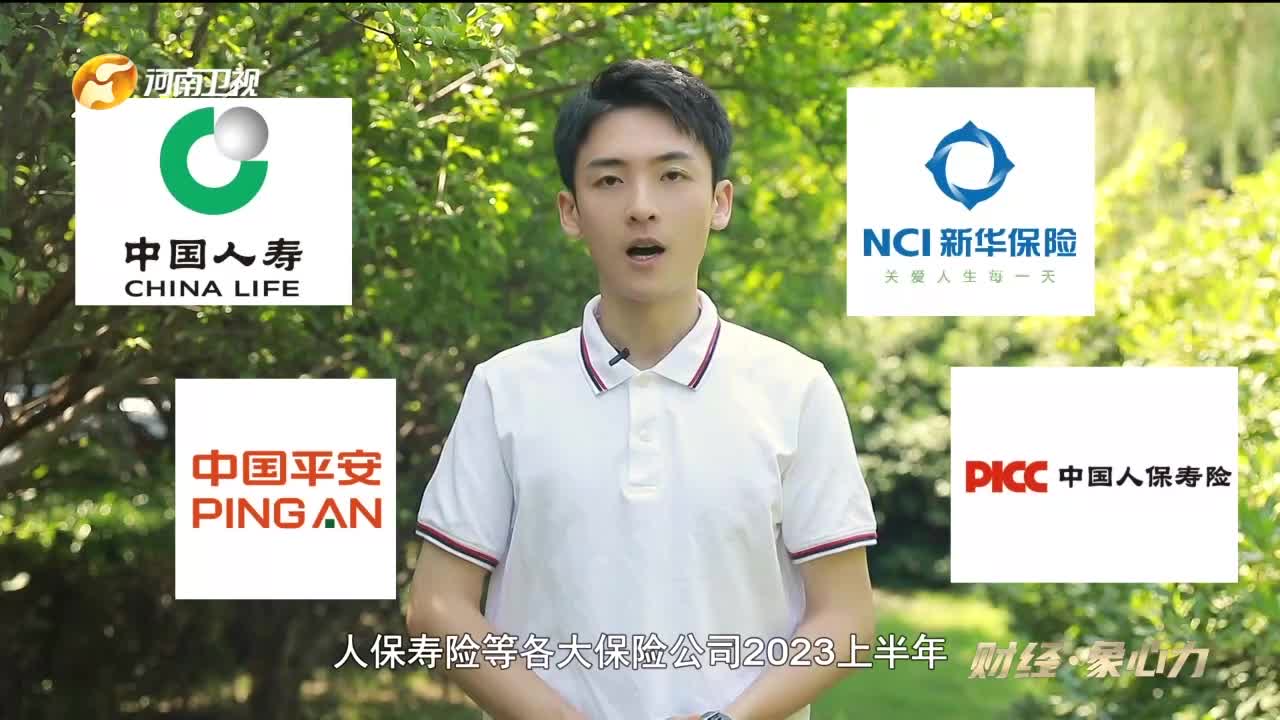 河南卫视
中国人寿
CHINA LIFE
NCI 新华保险
关爱人生每一天
中国平安
PING AN
PICC 中国人保寿险
人保寿险等各大保险公司2023上半年
财经·象心力